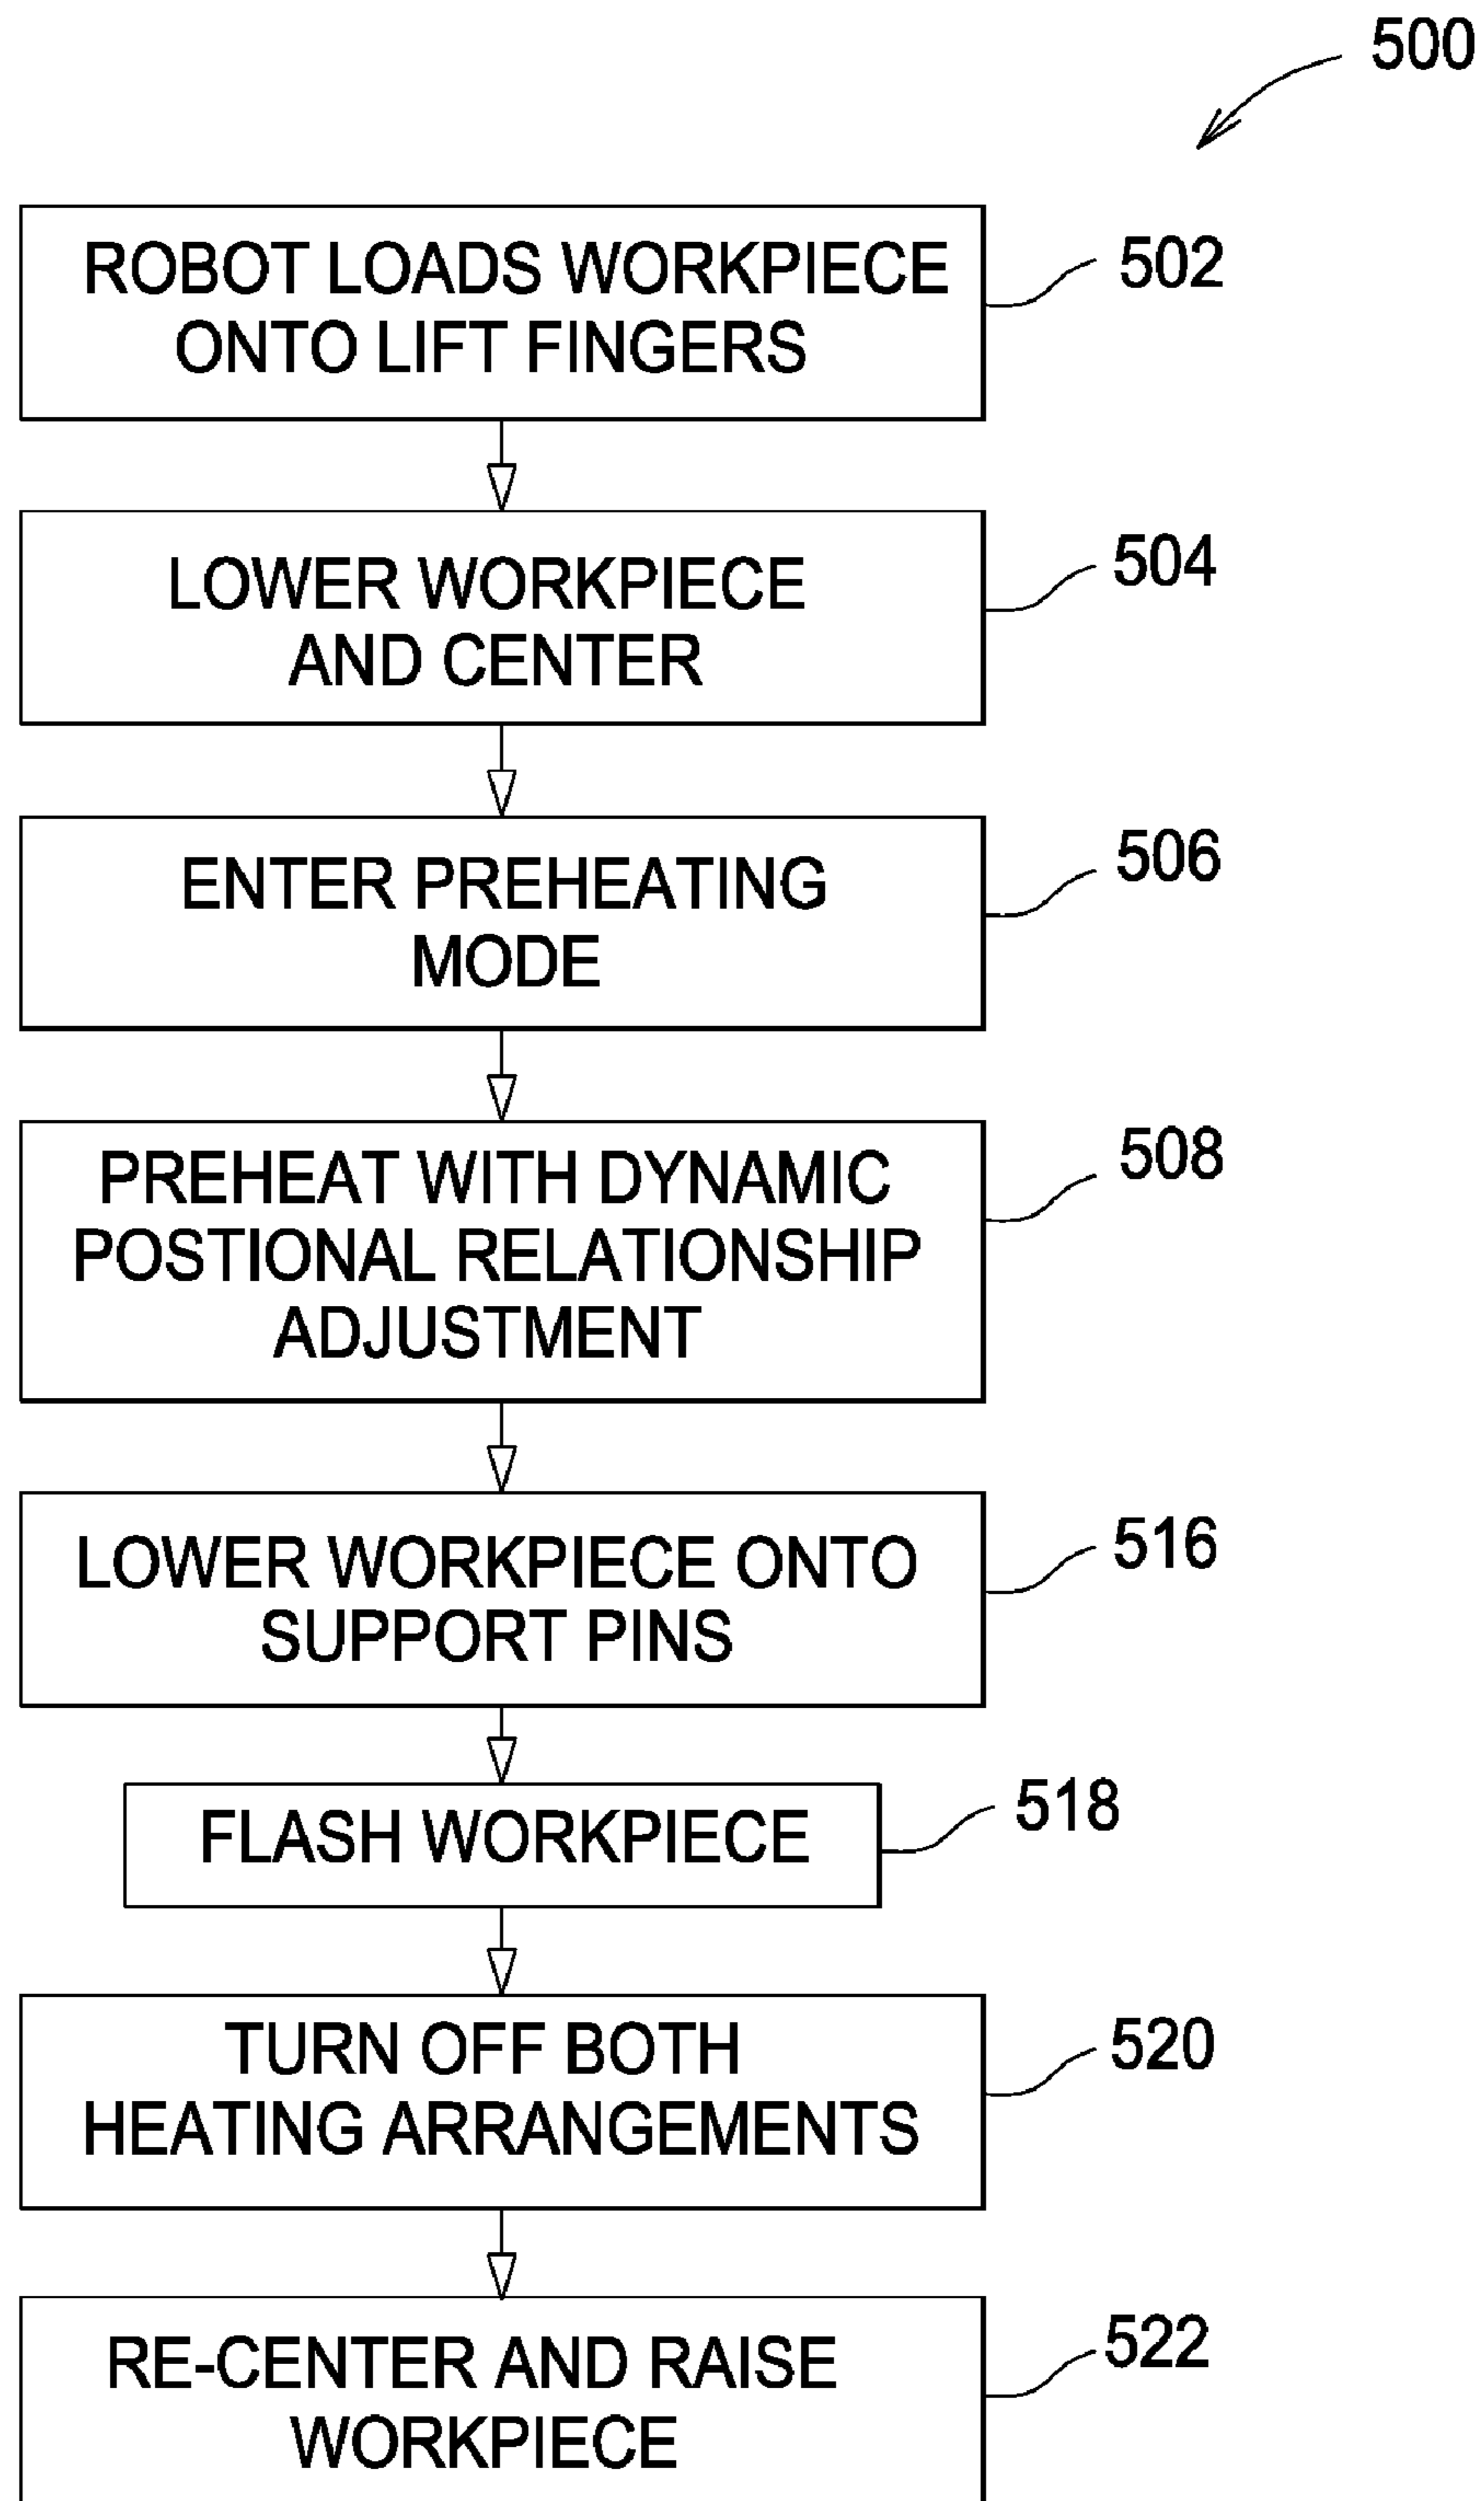 500
ROBOT LOADS WORKPIECE
ONTO LIFT FINGERS
502
LOWER WORKPIECE
AND CENTER
504
ENTER PREHEATING
MODE
506
PREHEAT WITH DYNAMIC
POSTIONAL RELATIONSHIP
ADJUSTMENT
508
LOWER WORKPIECE ONTO
SUPPORT PINS
516
FLASH WORKPIECE
518
TURN OFF BOTH
HEATING ARRANGEMENTS
520
RE-CENTER AND RAISE
WORKPIECE
522